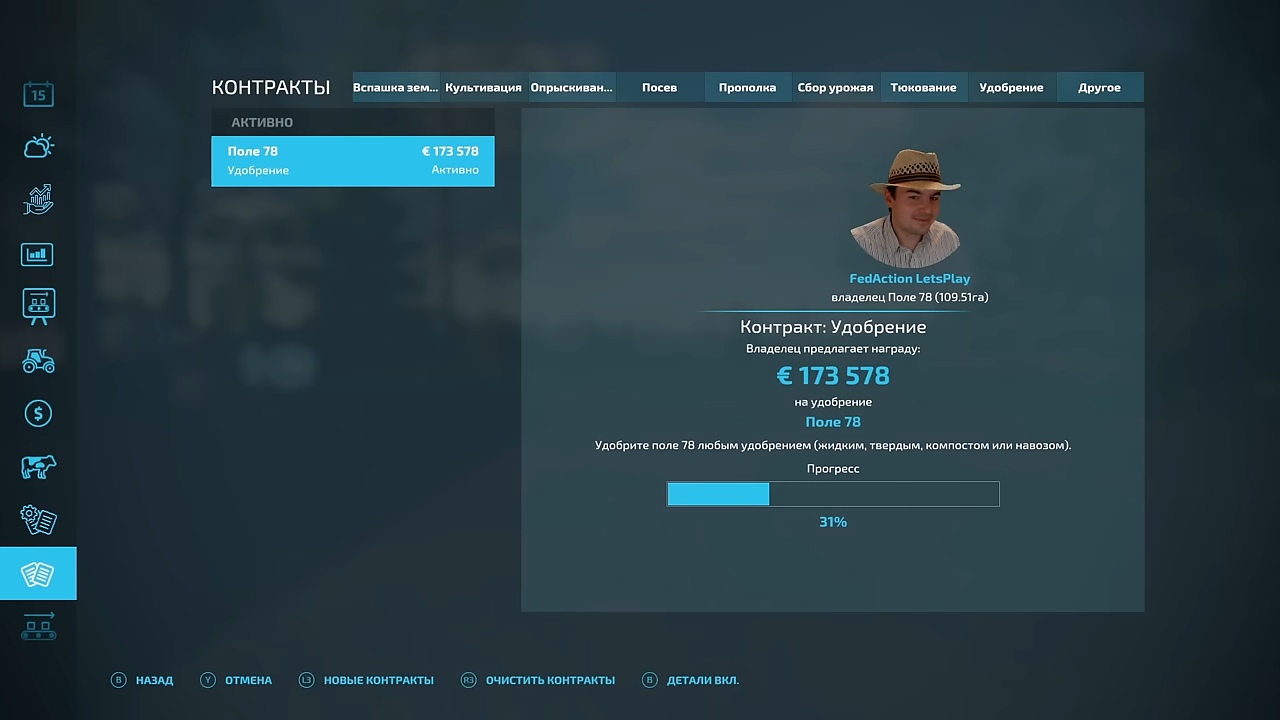 15
КОНТРАКТЫ
Вспашка зем...
Культивация
Опрыскиван...
Посев
Прополка
Сбор урожая
Тюкование
Удобрение
Другое
АКТИВНО
Поле 78 € 173 578
Удобрение Активно
FedAction LetsPlay
владелец Поле 78 (109.51га)
Контракт: Удобрение
Владелец предлагает награду:
€ 173 578
на удобрение
Поле 78
Удобрите поле 78 любым удобрением (жидким, твердым, компостом или навозом).
Прогресс
31%
B НАЗАД
Y ОТМЕНА
L3 НОВЫЕ КОНТРАКТЫ
R3 ОЧИСТИТЬ КОНТРАКТЫ
B ДЕТАЛИ ВКЛ.